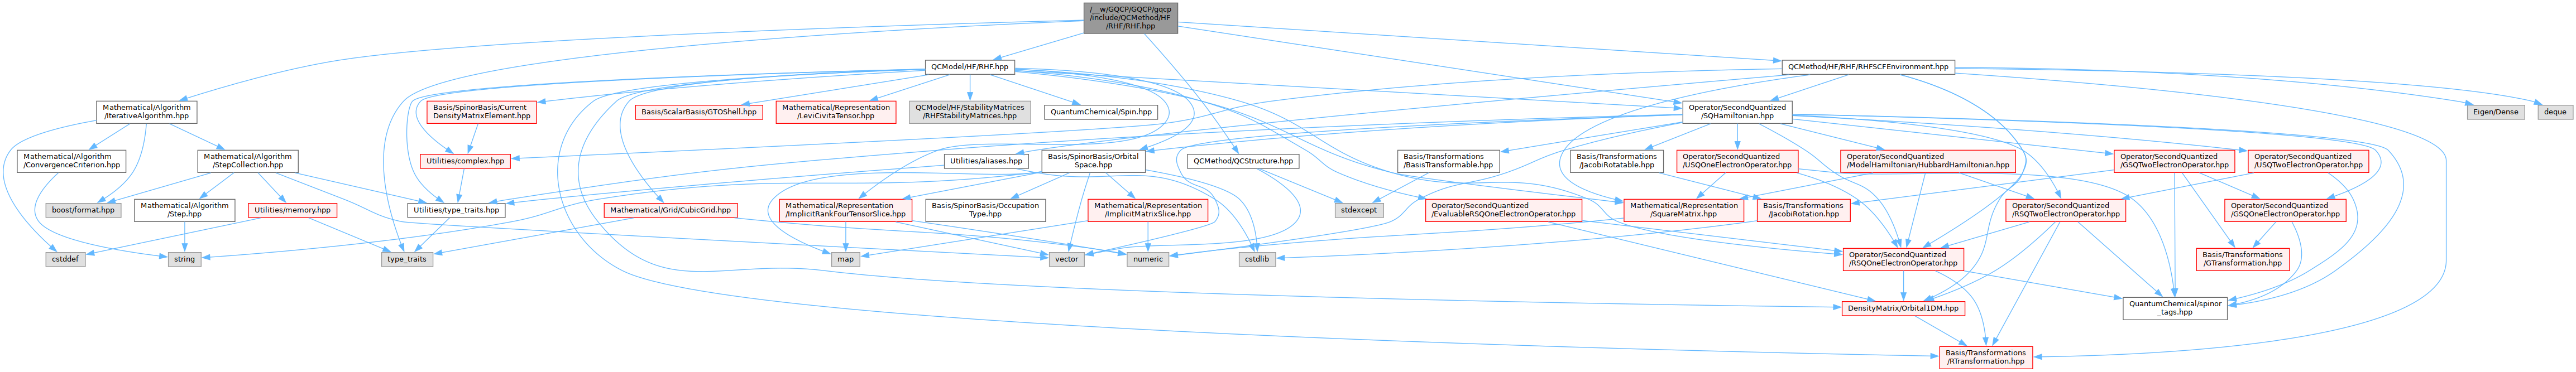 /__w/GQCP/GQCP/gqcp
/include/QCMethod/HF
/RHF/RHF.hpp
QCModel/HF/RHF.hpp
QCMethod/HF/RHF/RHFSCFEnvironment.hpp
Mathematical/Algorithm
/IterativeAlgorithm.hpp
Basis/SpinorBasis/Current
DensityMatrixElement.hpp
Basis/ScalarBasis/GTOShell.hpp
Mathematical/Representation
/LeviCivitaTensor.hpp
QCModel/HF/StabilityMatrices
/RHFStabilityMatrices.hpp
QuantumChemical/Spin.hpp
Operator/SecondQuantized
/SQHamiltonian.hpp
Eigen/Dense
deque
Mathematical/Algorithm
/ConvergenceCriterion.hpp
Mathematical/Algorithm
/StepCollection.hpp
Utilities/complex.hpp
Utilities/aliases.hpp
Basis/SpinorBasis/Orbital
Space.hpp
QCMethod/QCStructure.hpp
Basis/Transformations
/BasisTransformable.hpp
Basis/Transformations
/JacobiRotatable.hpp
Operator/SecondQuantized
/USQOneElectronOperator.hpp
Operator/SecondQuantized
/ModelHamiltonian/HubbardHamiltonian.hpp
Operator/SecondQuantized
/GSQTwoElectronOperator.hpp
Operator/SecondQuantized
/USQTwoElectronOperator.hpp
boost/format.hpp
Mathematical/Algorithm
/Step.hpp
Utilities/memory.hpp
Utilities/type_traits.hpp
Mathematical/Grid/CubicGrid.hpp
Mathematical/Representation
/ImplicitRankFourTensorSlice.hpp
Basis/SpinorBasis/Occupation
Type.hpp
Mathematical/Representation
/ImplicitMatrixSlice.hpp
stdexcept
Operator/SecondQuantized
/EvaluableRSQOneElectronOperator.hpp
Mathematical/Representation
/SquareMatrix.hpp
Basis/Transformations
/JacobiRotation.hpp
Operator/SecondQuantized
/RSQTwoElectronOperator.hpp
Operator/SecondQuantized
/GSQOneElectronOperator.hpp
cstddef
string
type_traits
map
vector
numeric
cstdlib
Operator/SecondQuantized
/RSQOneElectronOperator.hpp
Basis/Transformations
/GTransformation.hpp
DensityMatrix/Orbital1DM.hpp
QuantumChemical/spinor
_tags.hpp
Basis/Transformations
/RTransformation.hpp